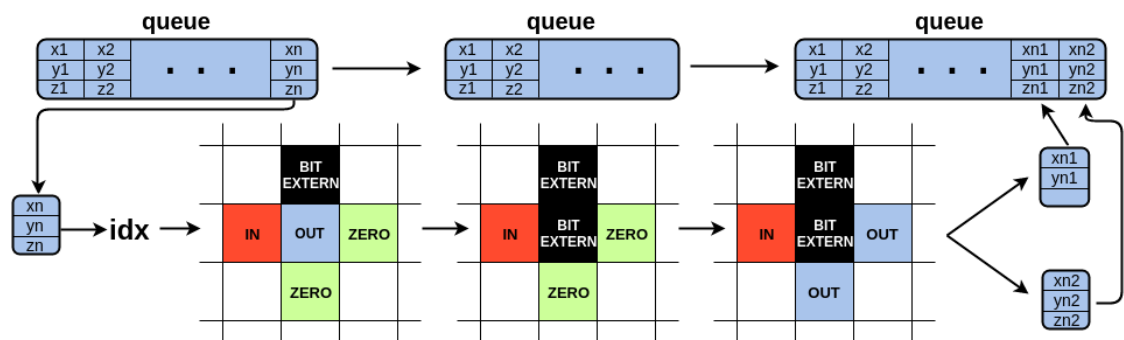 queue queue queue
x1 x2 xn x1 x2 x1 x2 xn1 xn2
y1 y2 . . . yn y1 y2 . . . y1 y2 . . . yn1 yn2
z1 z2 zn z1 z2 z1 z2 zn1 zn2
BIT BIT BIT xn1
EXTERN EXTERN EXTERN yn1
xn
yn idx IN OUT ZERO IN BIT ZERO IN BIT OUT
EXTERN EXTERN
zn
ZERO ZERO OUT xn2
yn2
zn2